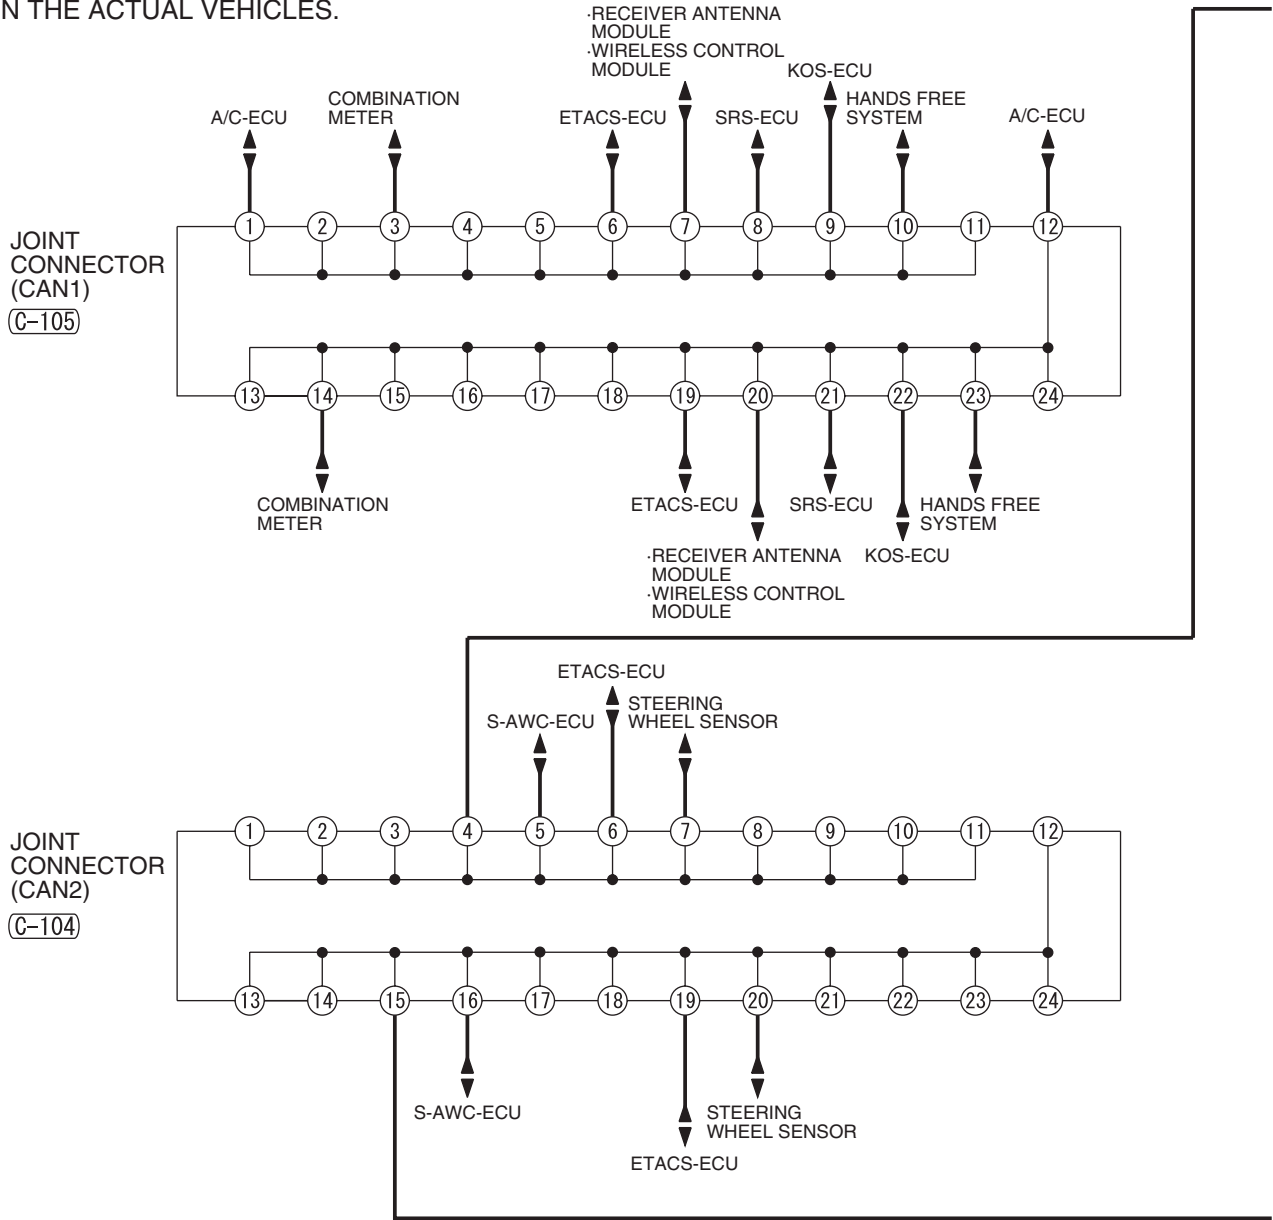 N THE ACTUAL VEHICLES.
·RECEIVER ANTENNA
MODULE
·WIRELESS CONTROL
MODULE
KOS-ECU
COMBINATION
METER
HANDS FREE
SYSTEM
A/C-ECU
ETACS-ECU
SRS-ECU
A/C-ECU
1 2 3 4 5 6 7 8 9 10 11 12
JOINT
CONNECTOR
(CAN1)
C-105
13 14 15 16 17 18 19 20 21 22 23 24
COMBINATION
METER
ETACS-ECU
SRS-ECU
HANDS FREE
SYSTEM
·RECEIVER ANTENNA
MODULE
·WIRELESS CONTROL
MODULE
KOS-ECU
ETACS-ECU
S-AWC-ECU
STEERING
WHEEL SENSOR
1 2 3 4 5 6 7 8 9 10 11 12
JOINT
CONNECTOR
(CAN2)
C-104
13 14 15 16 17 18 19 20 21 22 23 24
S-AWC-ECU
STEERING
WHEEL SENSOR
ETACS-ECU